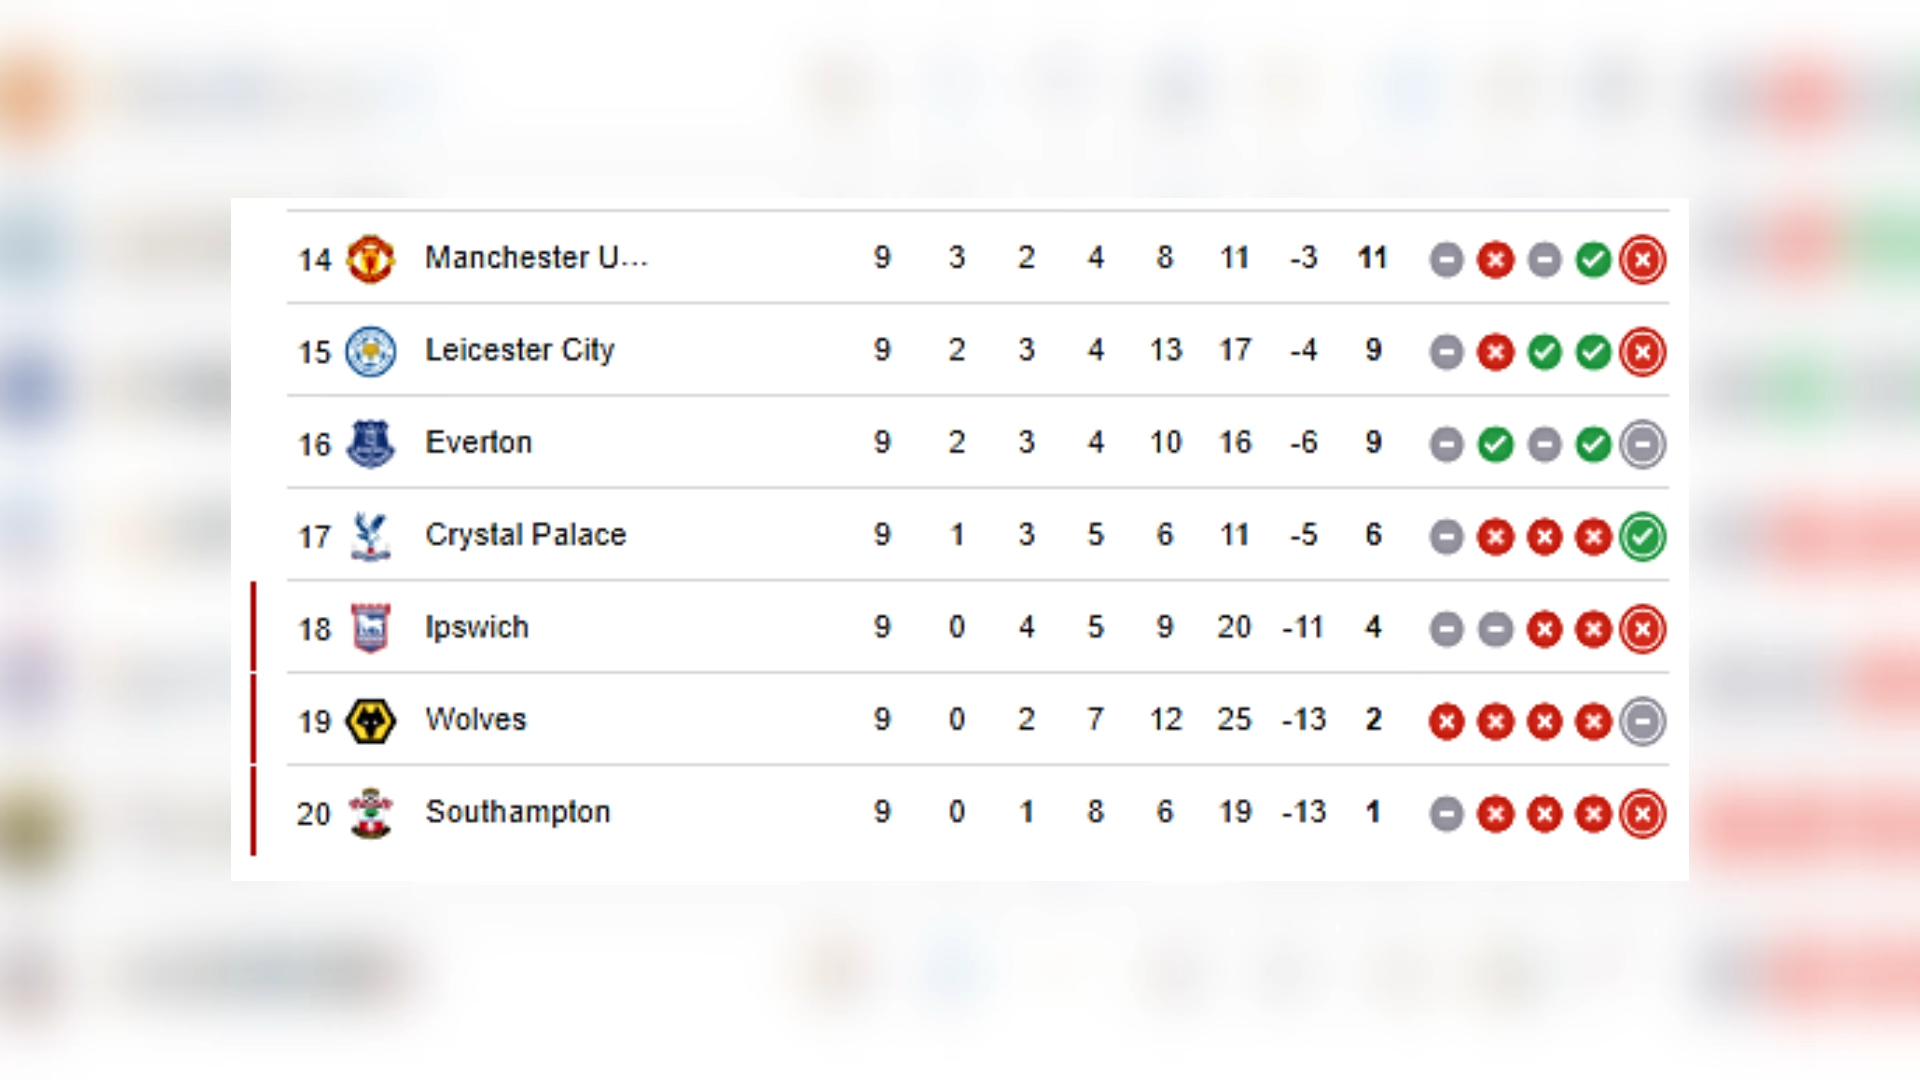 14 Manchester U... 9 3 2 4 8 11 -3 11
15 Leicester City 9 2 3 4 13 17 -4 9
16 Everton 9 2 3 4 10 16 -6 9
17 Crystal Palace 9 1 3 5 6 11 -5 6
18 Ipswich 9 0 4 5 9 20 -11 4
19 Wolves 9 0 2 7 12 25 -13 2
20 Southampton 9 0 1 8 6 19 -13 1